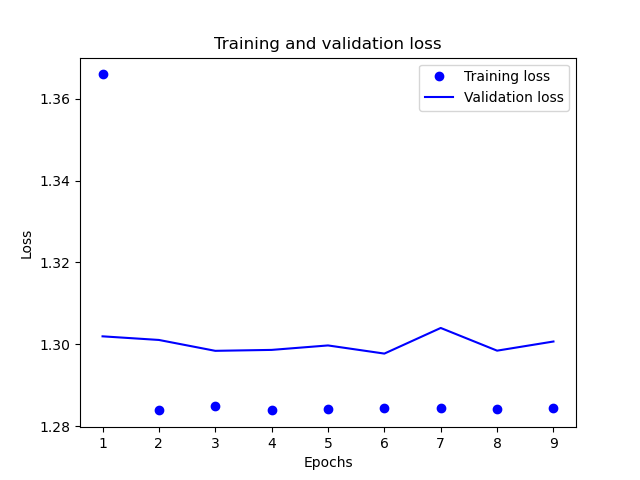 Training and validation loss
Training loss
Validation loss
1.36
1.34
1.32
1.30
1.28
Loss
1 2 3 4 5 6 7 8 9
Epochs